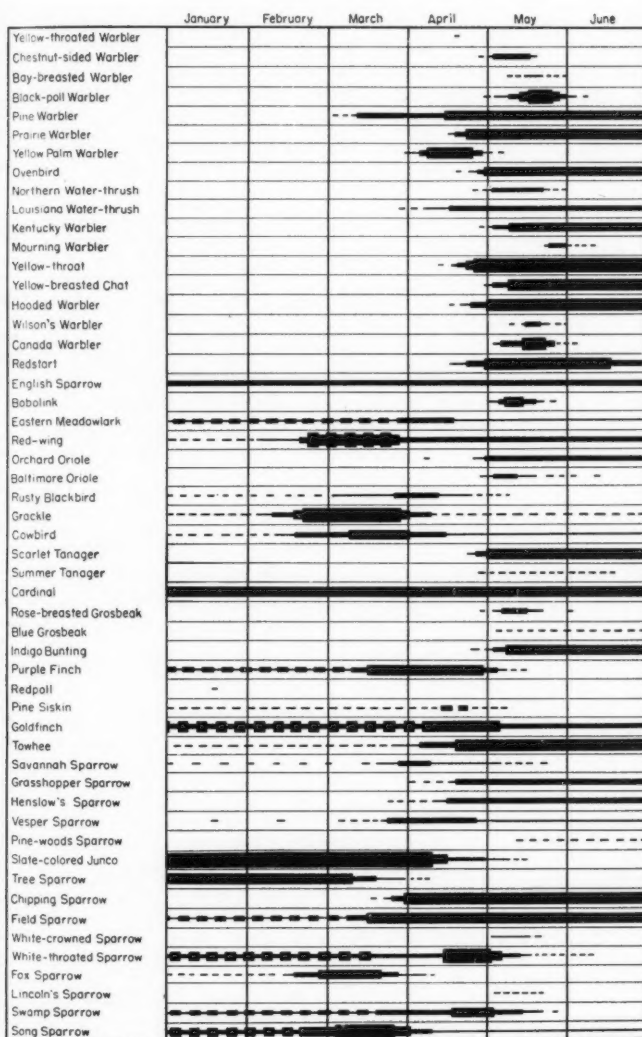 January February March April May June
Yellow-throated Warbler
Chestnut-sided Warbler
Bay-breasted Warbler
Black-poll Warbler
Pine Warbler
Prairie Warbler
Yellow Palm Warbler
Ovenbird
Northern Water-thrush
Louisiana Water-thrush
Kentucky Warbler
Mourning Warbler
Yellow-throat
Yellow-breasted Chat
Hooded Warbler
Wilson's Warbler
Canada Warbler
Redstart
English Sparrow
Bobolink
Eastern Meadowlark
Red-wing
Orchard Oriole
Baltimore Oriole
Rusty Blackbird
Grackle
Cowbird
Scarlet Tanager
Summer Tanager
Cardinal
Rose-breasted Grosbeak
Blue Grosbeak
Indigo Bunting
Purple Finch
Redpoll
Pine Siskin
Goldfinch
Towhee
Savannah Sparrow
Grasshopper Sparrow
Henslow's Sparrow
Vesper Sparrow
Pine-woods Sparrow
Slate-colored Junco
Tree Sparrow
Chipping Sparrow
Field Sparrow
White-crowned Sparrow
White-throated Sparrow
Fox Sparrow
Lincoln's Sparrow
Swamp Sparrow
Song Sparrow